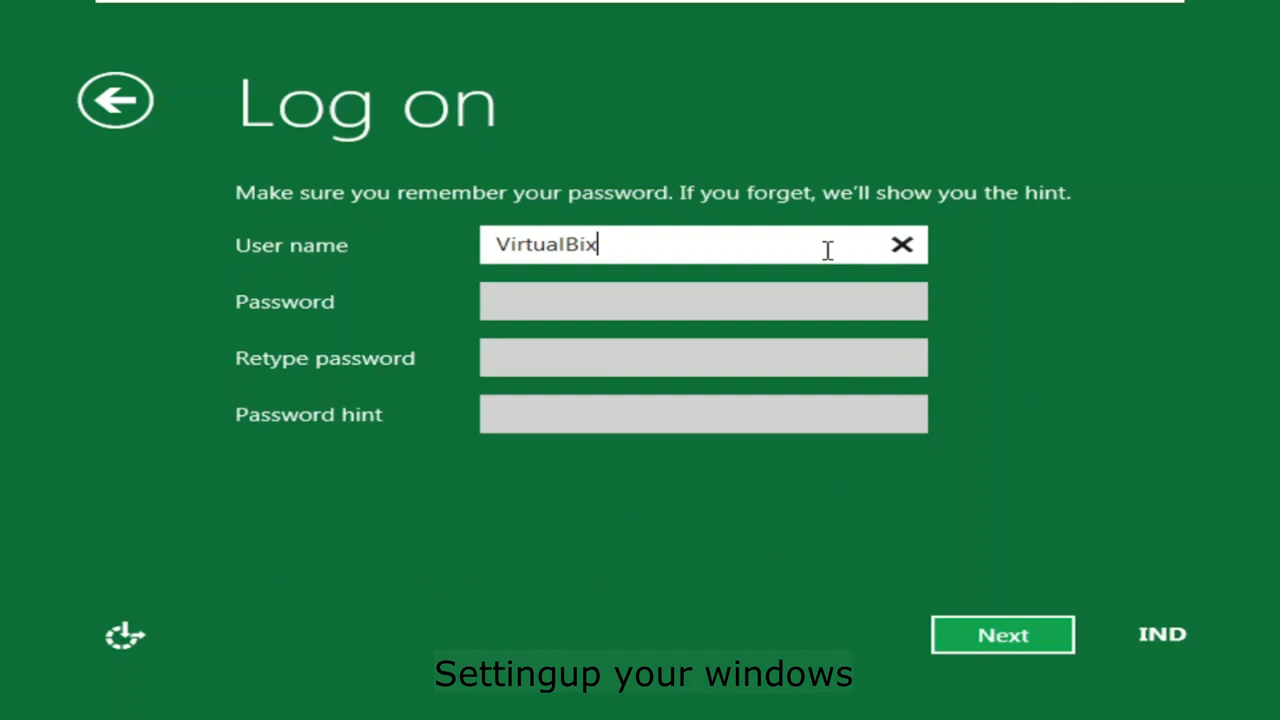 Log on
Make sure you remember your password. If you forget, we'll show you the hint.
User name VirtualBix
Password
Retype password
Password hint
Next IND
Settingup your windows